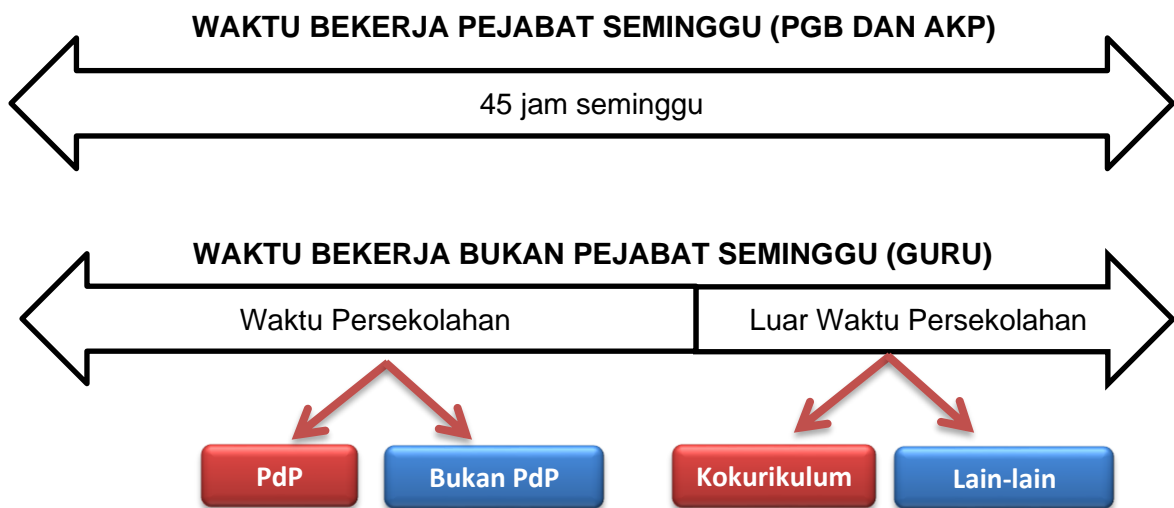 WAKTU BEKERJA PEJABAT SEMINGGU (PGB DAN AKP)
45 jam seminggu
WAKTU BEKERJA BUKAN PEJABAT SEMINGGU (GURU)
Waktu Persekolahan
Luar Waktu Persekolahan
PdP
Bukan PdP
Kokurikulum
Lain-lain